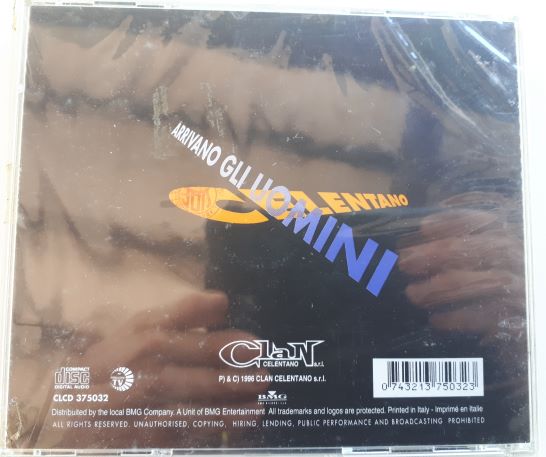 ARRIVANO GLI UOMINI
CELENTANO
Clan
CELENTANO s.r.l.
P) & C) 1996 CLAN CELENTANO s.r.l.
COMPACT
disc
DIGITAL AUDIO
TV
CLCD 375032
BMG
0 743213 750323
Distribuited by the local BMG Company. A Unit of BMG Entertainment All trademarks and logos are protected. Printed in Italy - Imprimé en Italie
ALL RIGHTS RESERVED. UNAUTHORISED, COPYING, HIRING, LENDING, PUBLIC PERFORMANCE AND BROADCASTING PROHIBITED